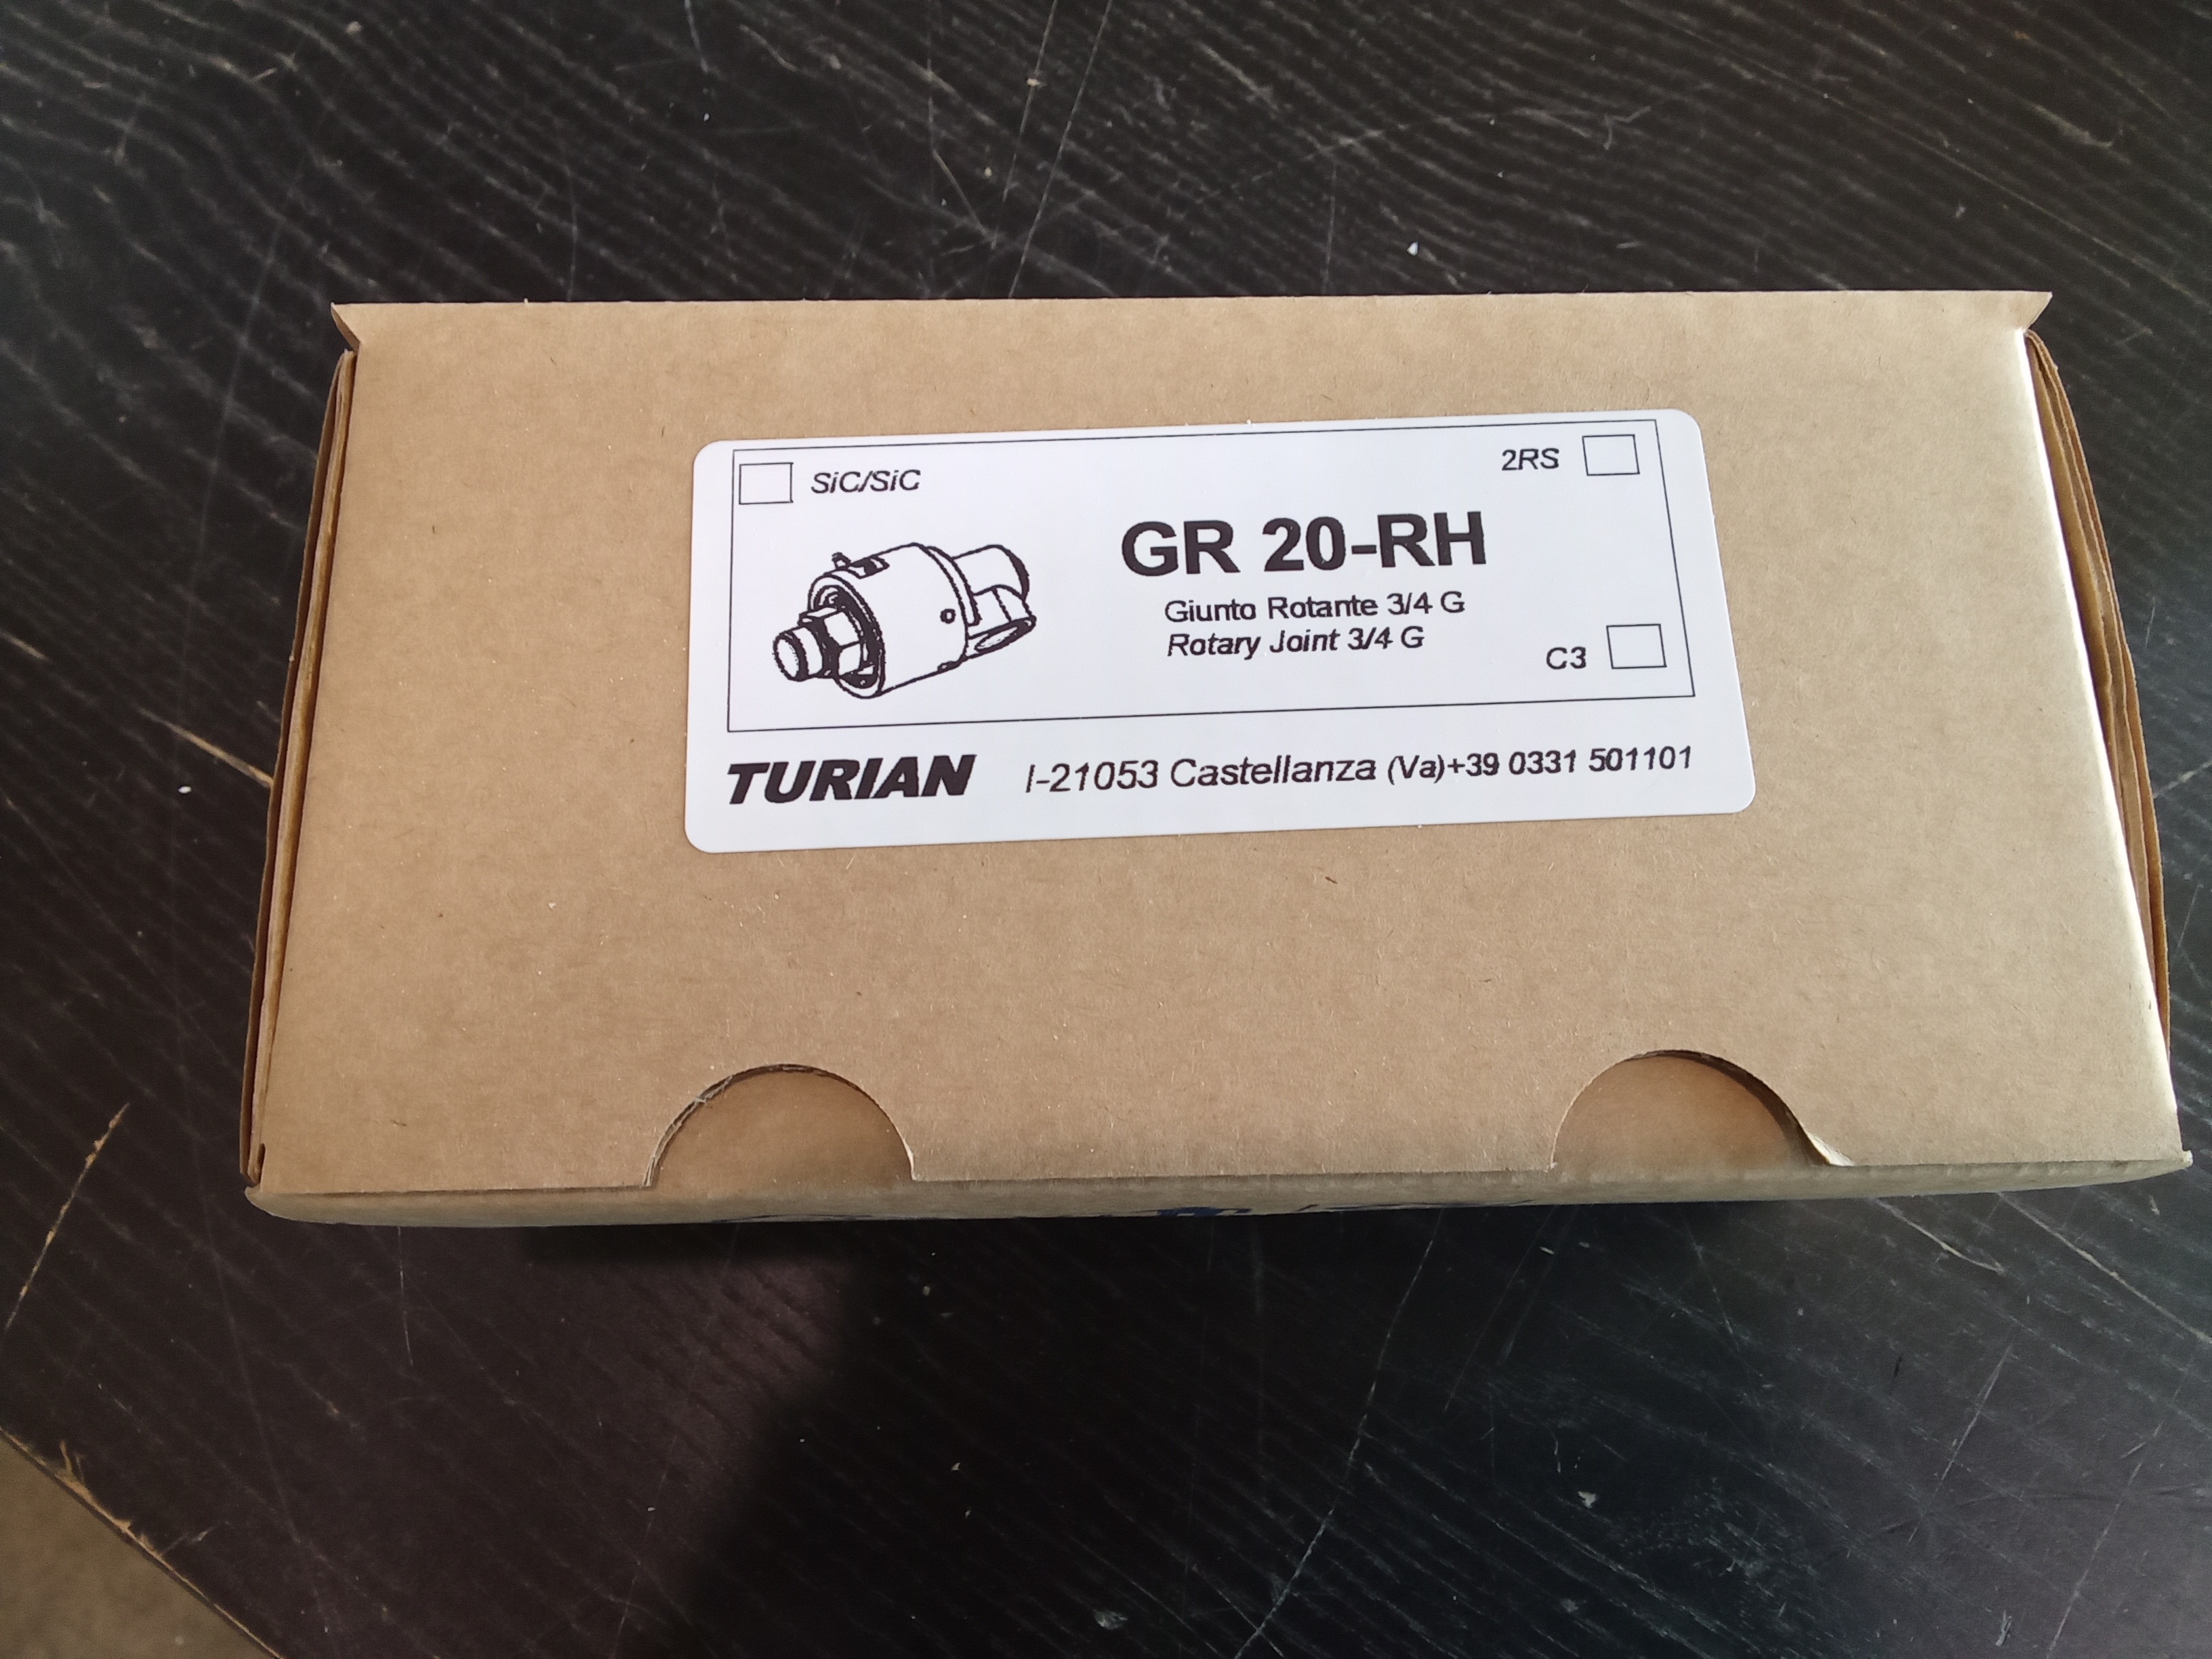 SiC/SiC
2RS
GR 20-RH
Giunto Rotante 3/4 G
Rotary Joint 3/4 G
C3
TURIAN I-21053 Castellanza (Va)+39 0331 501101